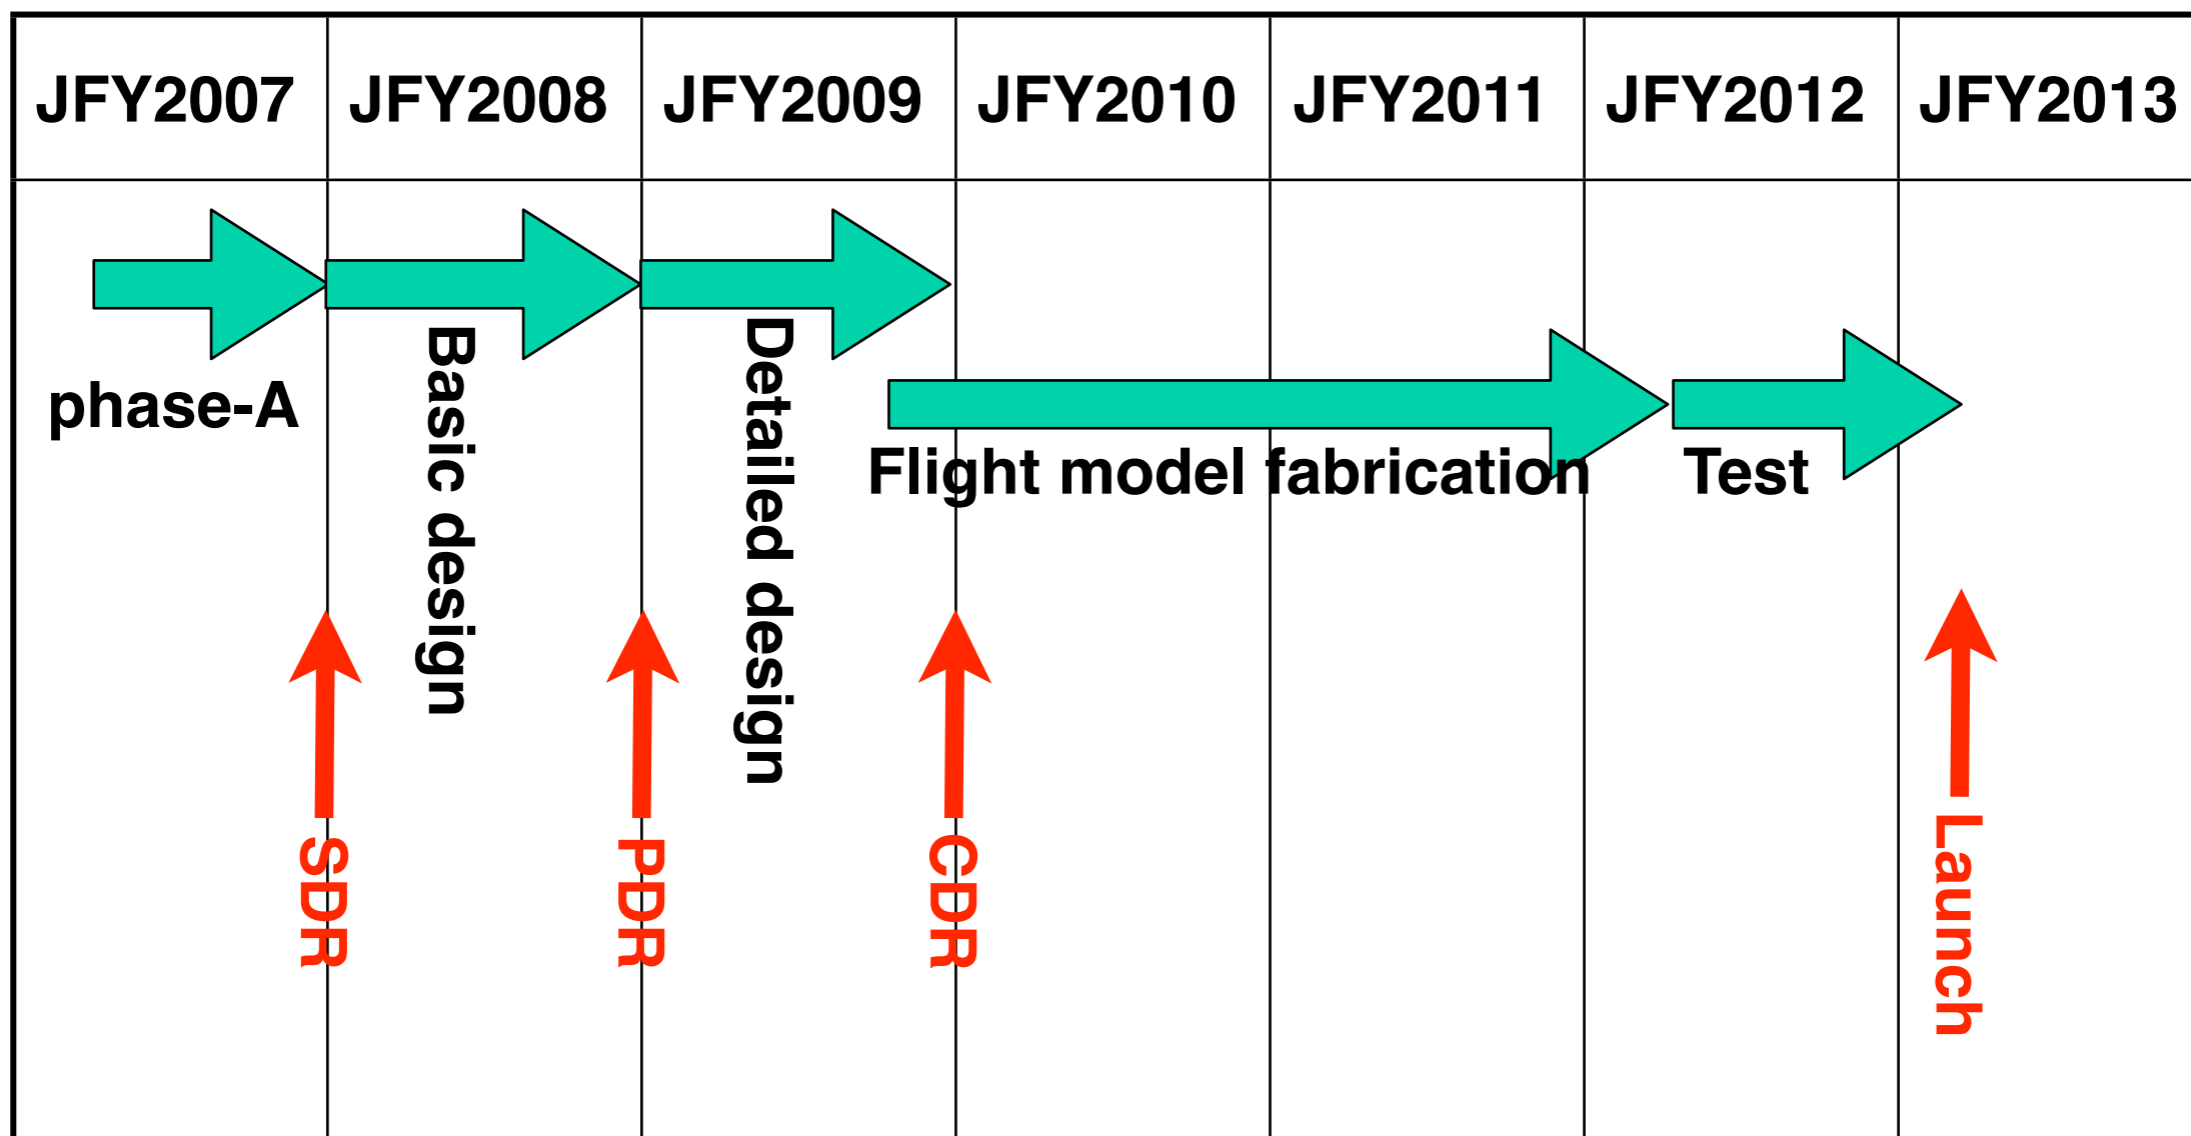 JFY2007 JFY2008 JFY2009 JFY2010 JFY2011 JFY2012 JFY2013
phase-A
Basic design
Detailed design
Flight model fabrication
Test
SDR
PDR
CDR
Launch